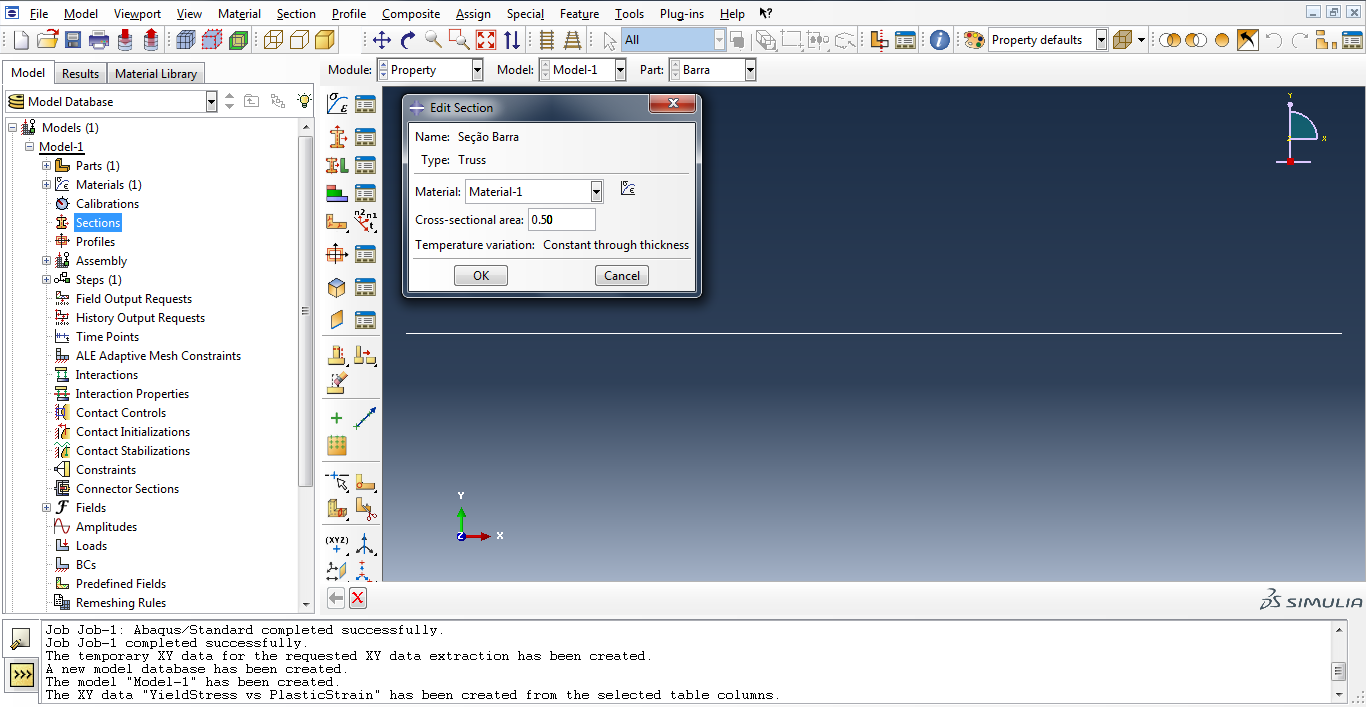 File Model Viewport View Material Section Profile Composite Assign Special Feature Tools Plug-ins Help
All Property defaults
Model Results Material Library
Module: Property Model: Model-1 Part: Barra
Model Database
Models (1)
Model-1
Parts (1)
Materials (1)
Calibrations
Sections
Profiles
Assembly
Steps (1)
Field Output Requests
History Output Requests
Time Points
ALE Adaptive Mesh Constraints
Interactions
Interaction Properties
Contact Controls
Contact Initializations
Contact Stabilizations
Constraints
Connector Sections
Fields
Amplitudes
Loads
BCs
Predefined Fields
Remeshing Rules
n2 n1
(XYZ)
Edit Section
Name: Seção Barra
Type: Truss
Material: Material-1
Cross-sectional area: 0.50
Temperature variation: Constant through thickness
OK Cancel
Y
X
Z
Y
X
Z
SIMULIA
Job Job-1: Abaqus/Standard completed successfully.
Job Job-1 completed successfully.
The temporary XY data for the requested XY data extraction has been created.
A new model database has been created.
The model "Model-1" has been created.
The XY data "YieldStress vs PlasticStrain" has been created from the selected table columns.